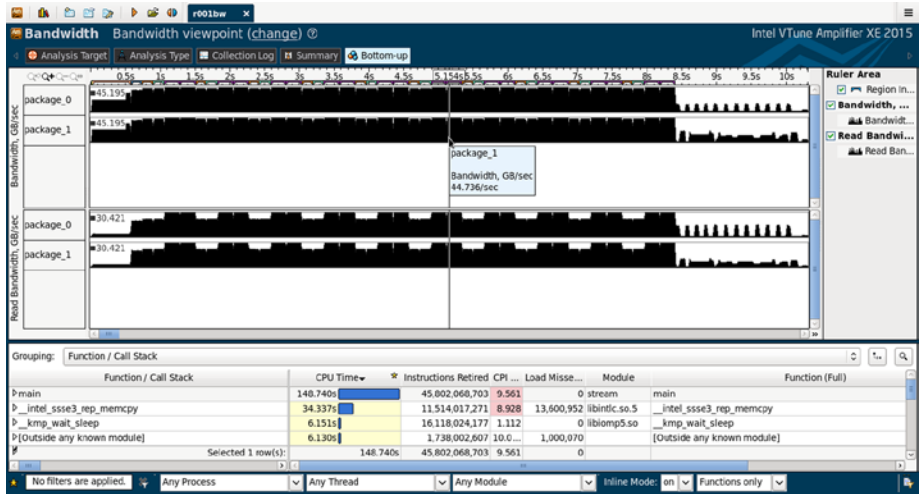 r001bw ×
Bandwidth Bandwidth viewpoint (change) Intel VTune Amplifier XE 2015
Analysis Target Analysis Type Collection Log Summary Bottom-up
0.5s 1s 1.5s 2s 2.5s 3s 3.5s 4s 4.5s 5.154s 5.5s 6s 6.5s 7s 7.5s 8s 8.5s 9s 9.5s 10s
Ruler Area
Region In...
Bandwidth, GB/sec
package_0
45.195
package_1
45.195
Bandwidth, ...
Bandwidt...
Read Bandwi...
Read Ban...
package_1
Bandwidth, GB/sec
44.736/sec
Read Bandwidth, GB/sec
package_0
30.421
package_1
30.421
Grouping: Function / Call Stack
Function / Call Stack CPU Time Instructions Retired CPI ... Load Misse... Module Function (Full)
main 148.740s 45,802,068,703 9.561 0 stream main
__intel_ssse3_rep_memcpy 34.337s 11,514,017,271 8.928 13,600,952 libintlc.so.5 __intel_ssse3_rep_memcpy
__kmp_wait_sleep 6.151s 16,118,024,177 1.112 0 libiomp5.so __kmp_wait_sleep
[Outside any known module] 6.130s 1,738,002,607 10.0... 1,000,070 [Outside any known module]
Selected 1 row(s): 148.740s 45,802,068,703 9.561 0
No filters are applied. Any Process Any Thread Any Module Inline Mode: on Functions only